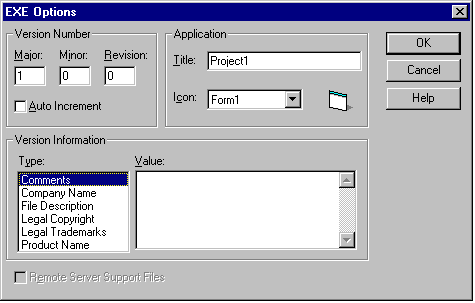 EXE Options
Version Number
Major: Minor: Revision:
1 0 0
Auto Increment
Application
Title: Project1
Icon: Form1
OK
Cancel
Help
Version Information
Type: Value:
Comments
Company Name
File Description
Legal Copyright
Legal Trademarks
Product Name
Remote Server Support Files